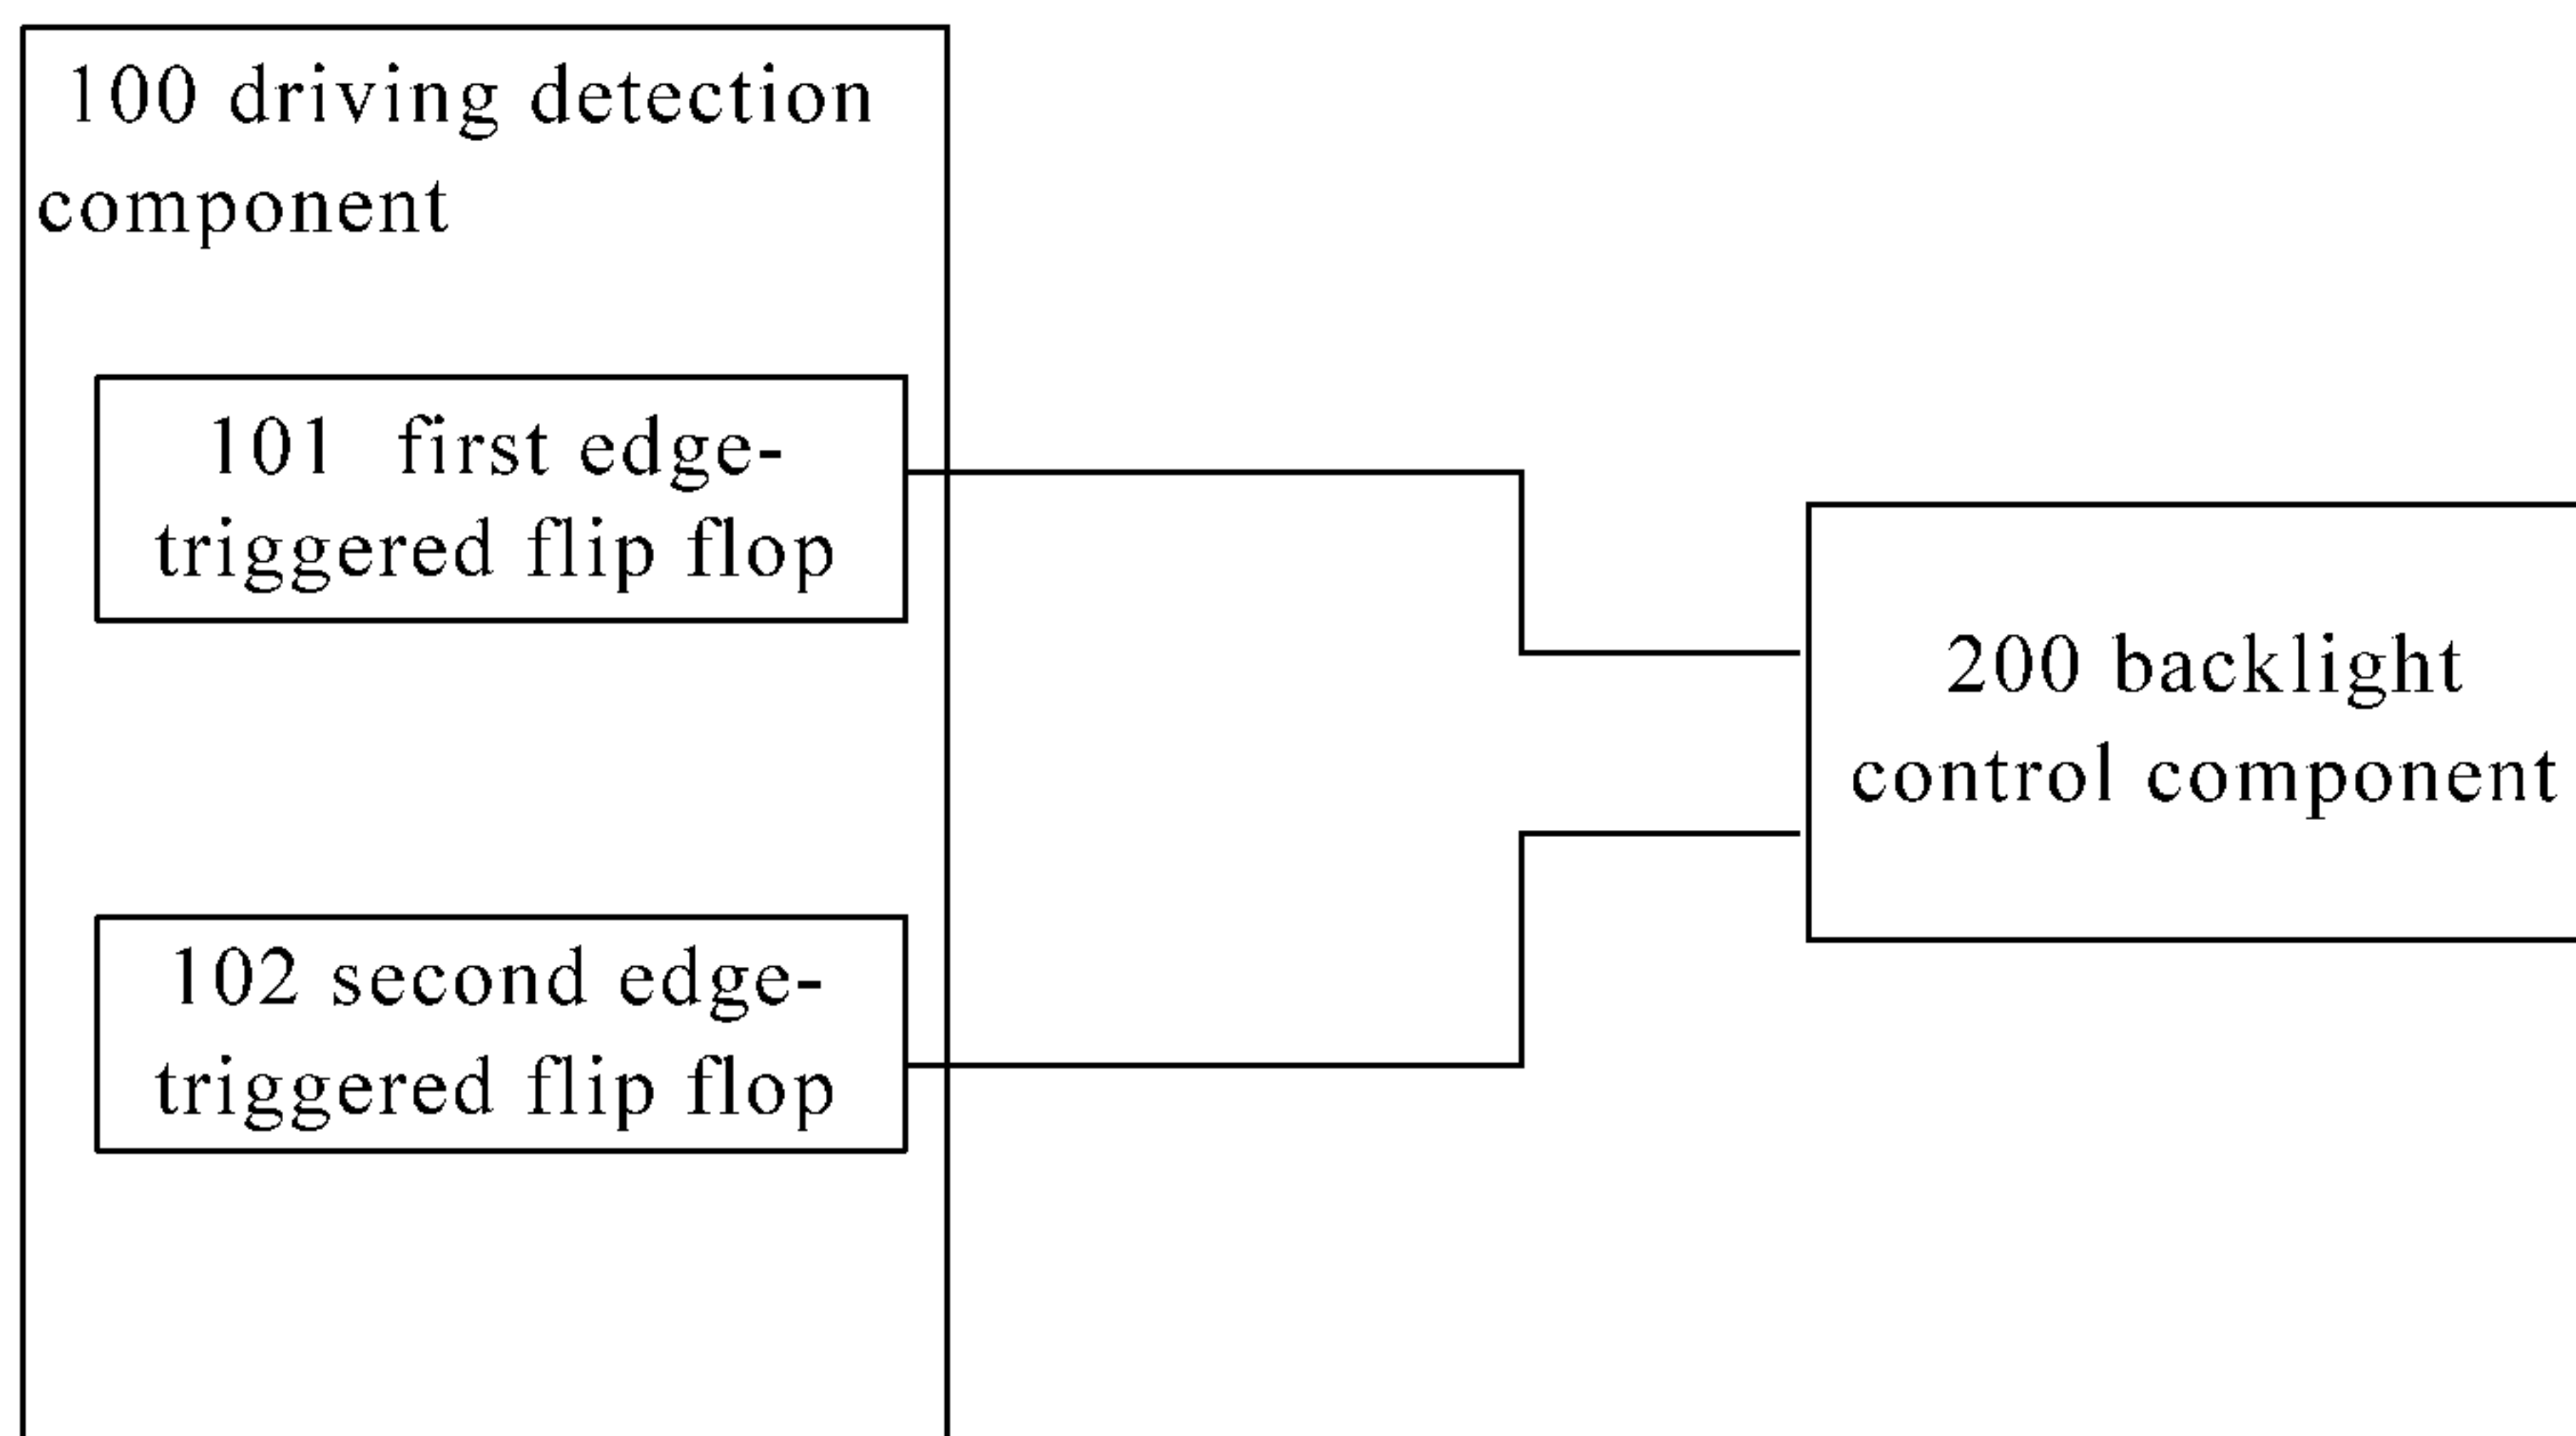 100 driving detection
component
101 first edge-
triggered flip flop
200 backlight
control component
102 second edge-
triggered flip flop